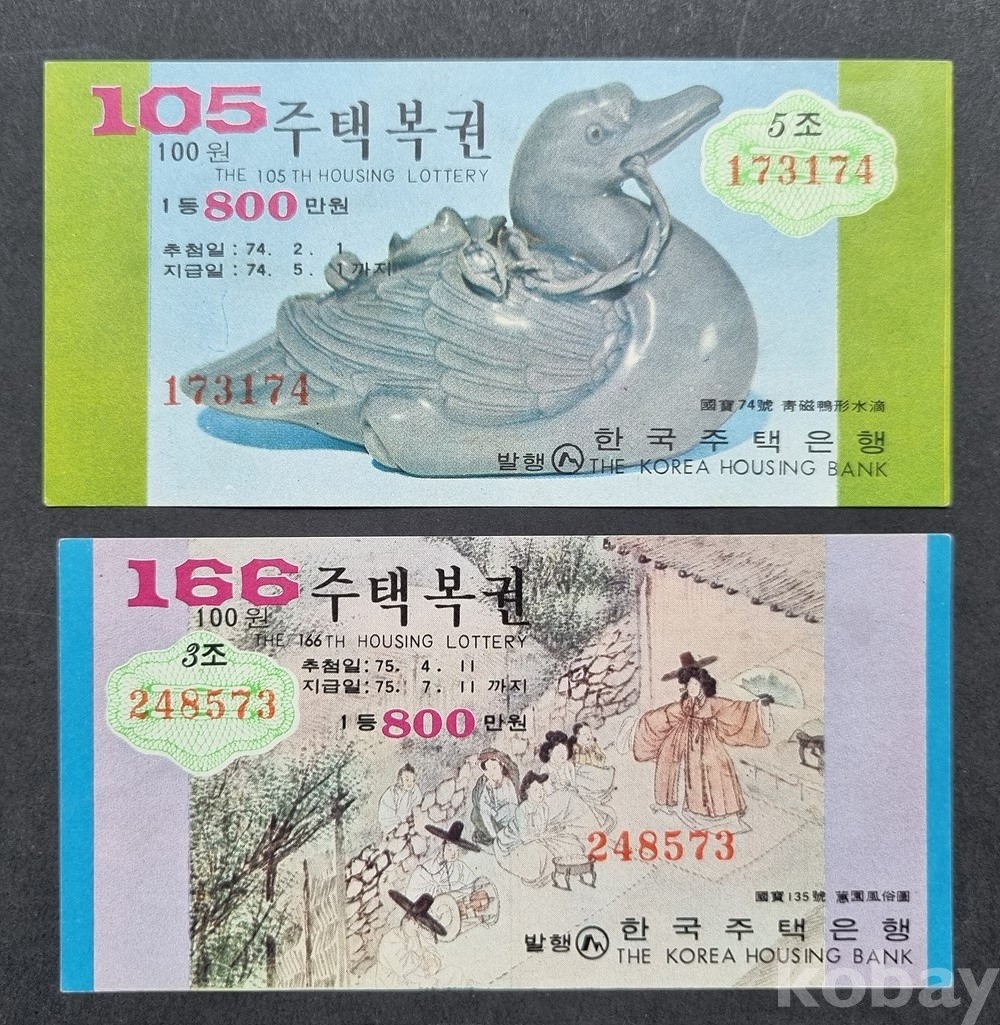 105 주택복권
100원
THE 105TH HOUSING LOTTERY
1등 800 만원
추첨일 : 74. 2. 1
지급일 : 74. 5. 1까지
5조
173174
173174
國寶74號 靑磁鴨形水滴
발행 한국주택은행
THE KOREA HOUSING BANK
166 주택복권
100원
THE 166TH HOUSING LOTTERY
3조
248573
추첨일 : 75. 4. 11
지급일 : 75. 7. 11 까지
1등 800 만원
248573
國寶135號 蕙園風俗圖
발행 한국주택은행
THE KOREA HOUSING BANK
kobay